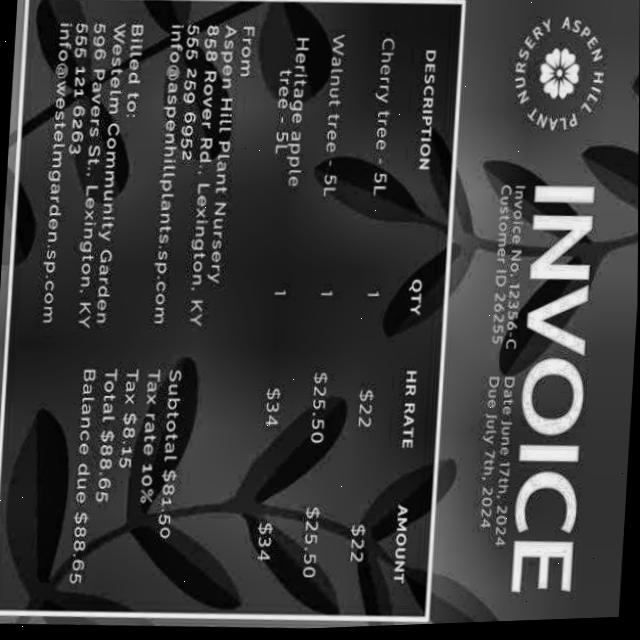 ASPEN HILL PLANT NURSERY
INVOICE
Invoice No. 12356-C
Customer ID 26255
Date June 17th, 2024
Due July 7th, 2024
DESCRIPTION QTY HR RATE AMOUNT
Cherry tree - 5L 1 $22 $22
Walnut tree - 5L 1 $25.50 $25.50
Heritage apple
tree - 5L 1 $34 $34
From
Aspen Hill Plant Nursery
858 Rover Rd., Lexington, KY
555 259 6952
info@aspenhillplants.sp.com
Billed to:
Westelm Community Garden
596 Pavers St., Lexington, KY
555 121 6263
info@westelmgarden.sp.com
Subtotal $81.50
Tax rate 10%
Tax $8.15
Total $88.65
Balance due $88.65